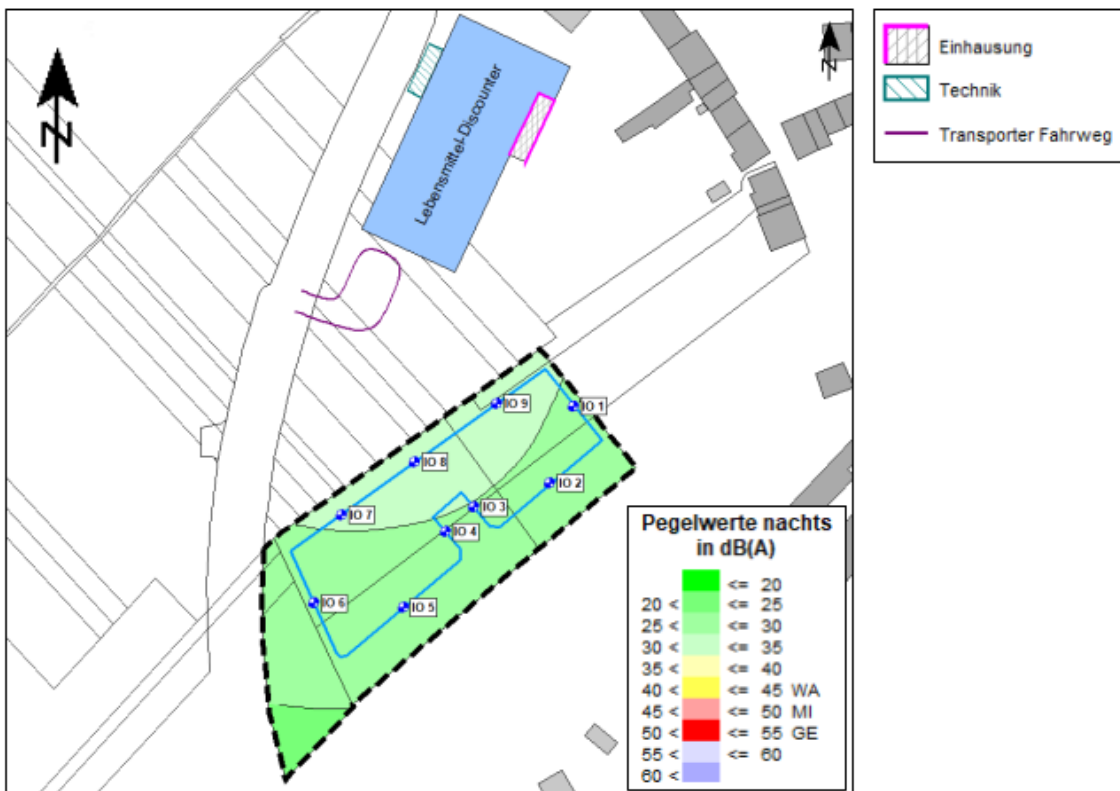 N
N
Lebensmittel-Discounter
Einhausung
Technik
Transporter Fahrweg
IO 9
IO 1
IO 8
IO 2
IO 3
IO 7
IO 4
IO 6
IO 5
Pegelwerte nachts
in dB(A)
<= 20
20 < <= 25
25 < <= 30
30 < <= 35
35 < <= 40
40 < <= 45 WA
45 < <= 50 MI
50 < <= 55 GE
55 < <= 60
60 <